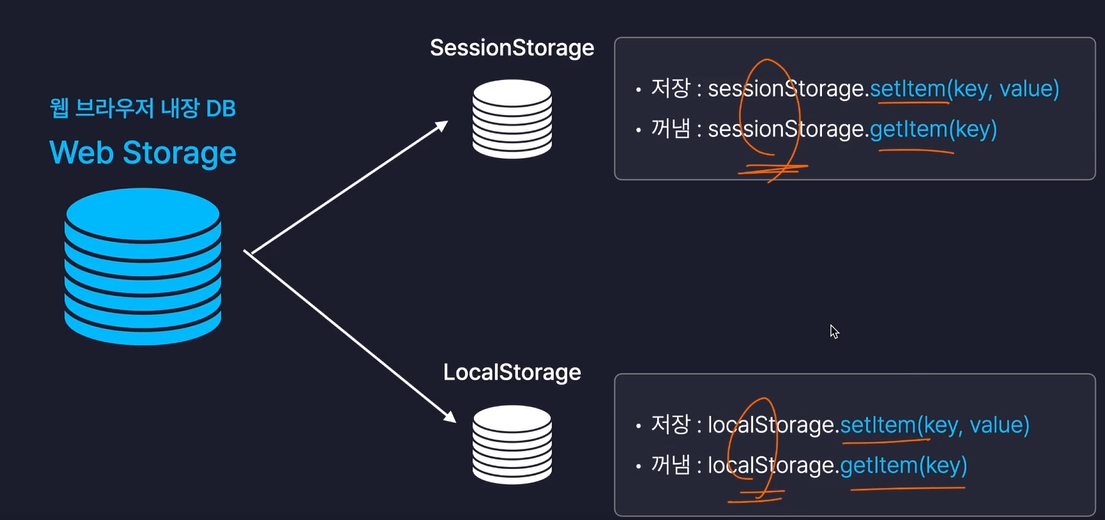 웹 브라우저 내장 DB
Web Storage
SessionStorage
• 저장 : sessionStorage.setItem(key, value)
• 꺼냄 : sessionStorage.getItem(key)
LocalStorage
• 저장 : localStorage.setItem(key, value)
• 꺼냄 : localStorage.getItem(key)